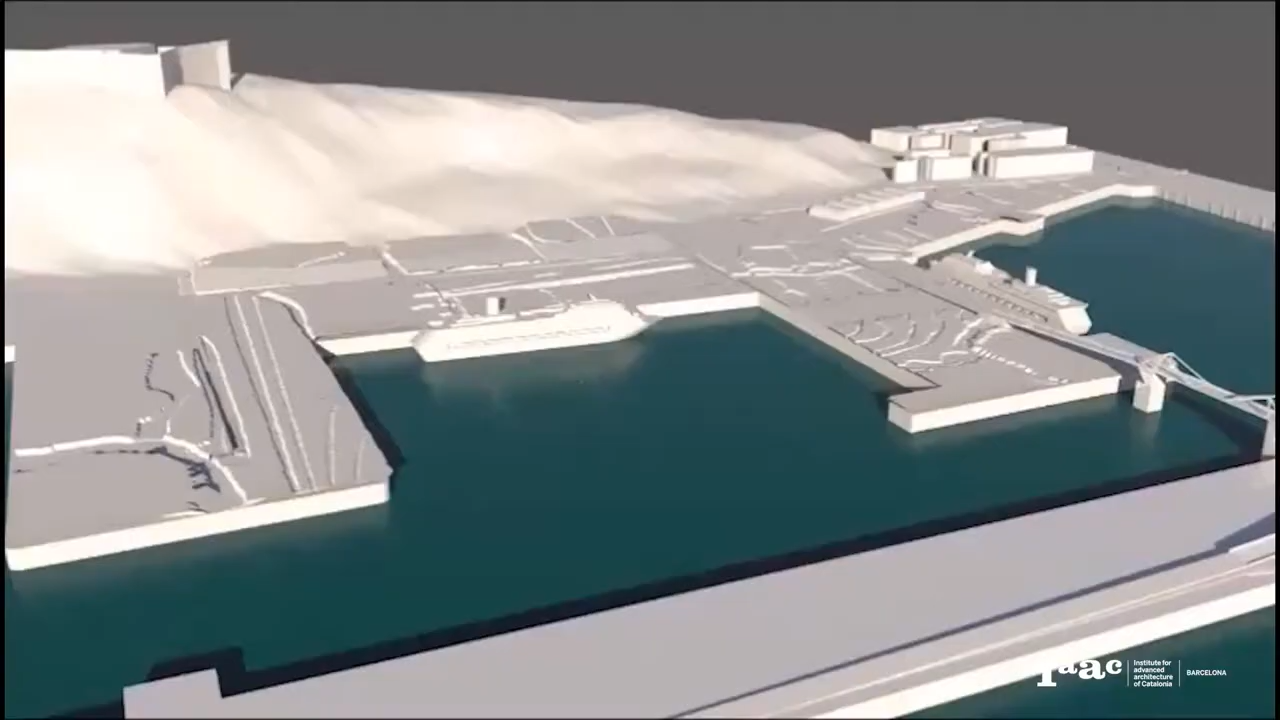 Iaac
Institute for
advanced
architecture
of Catalonia
BARCELONA